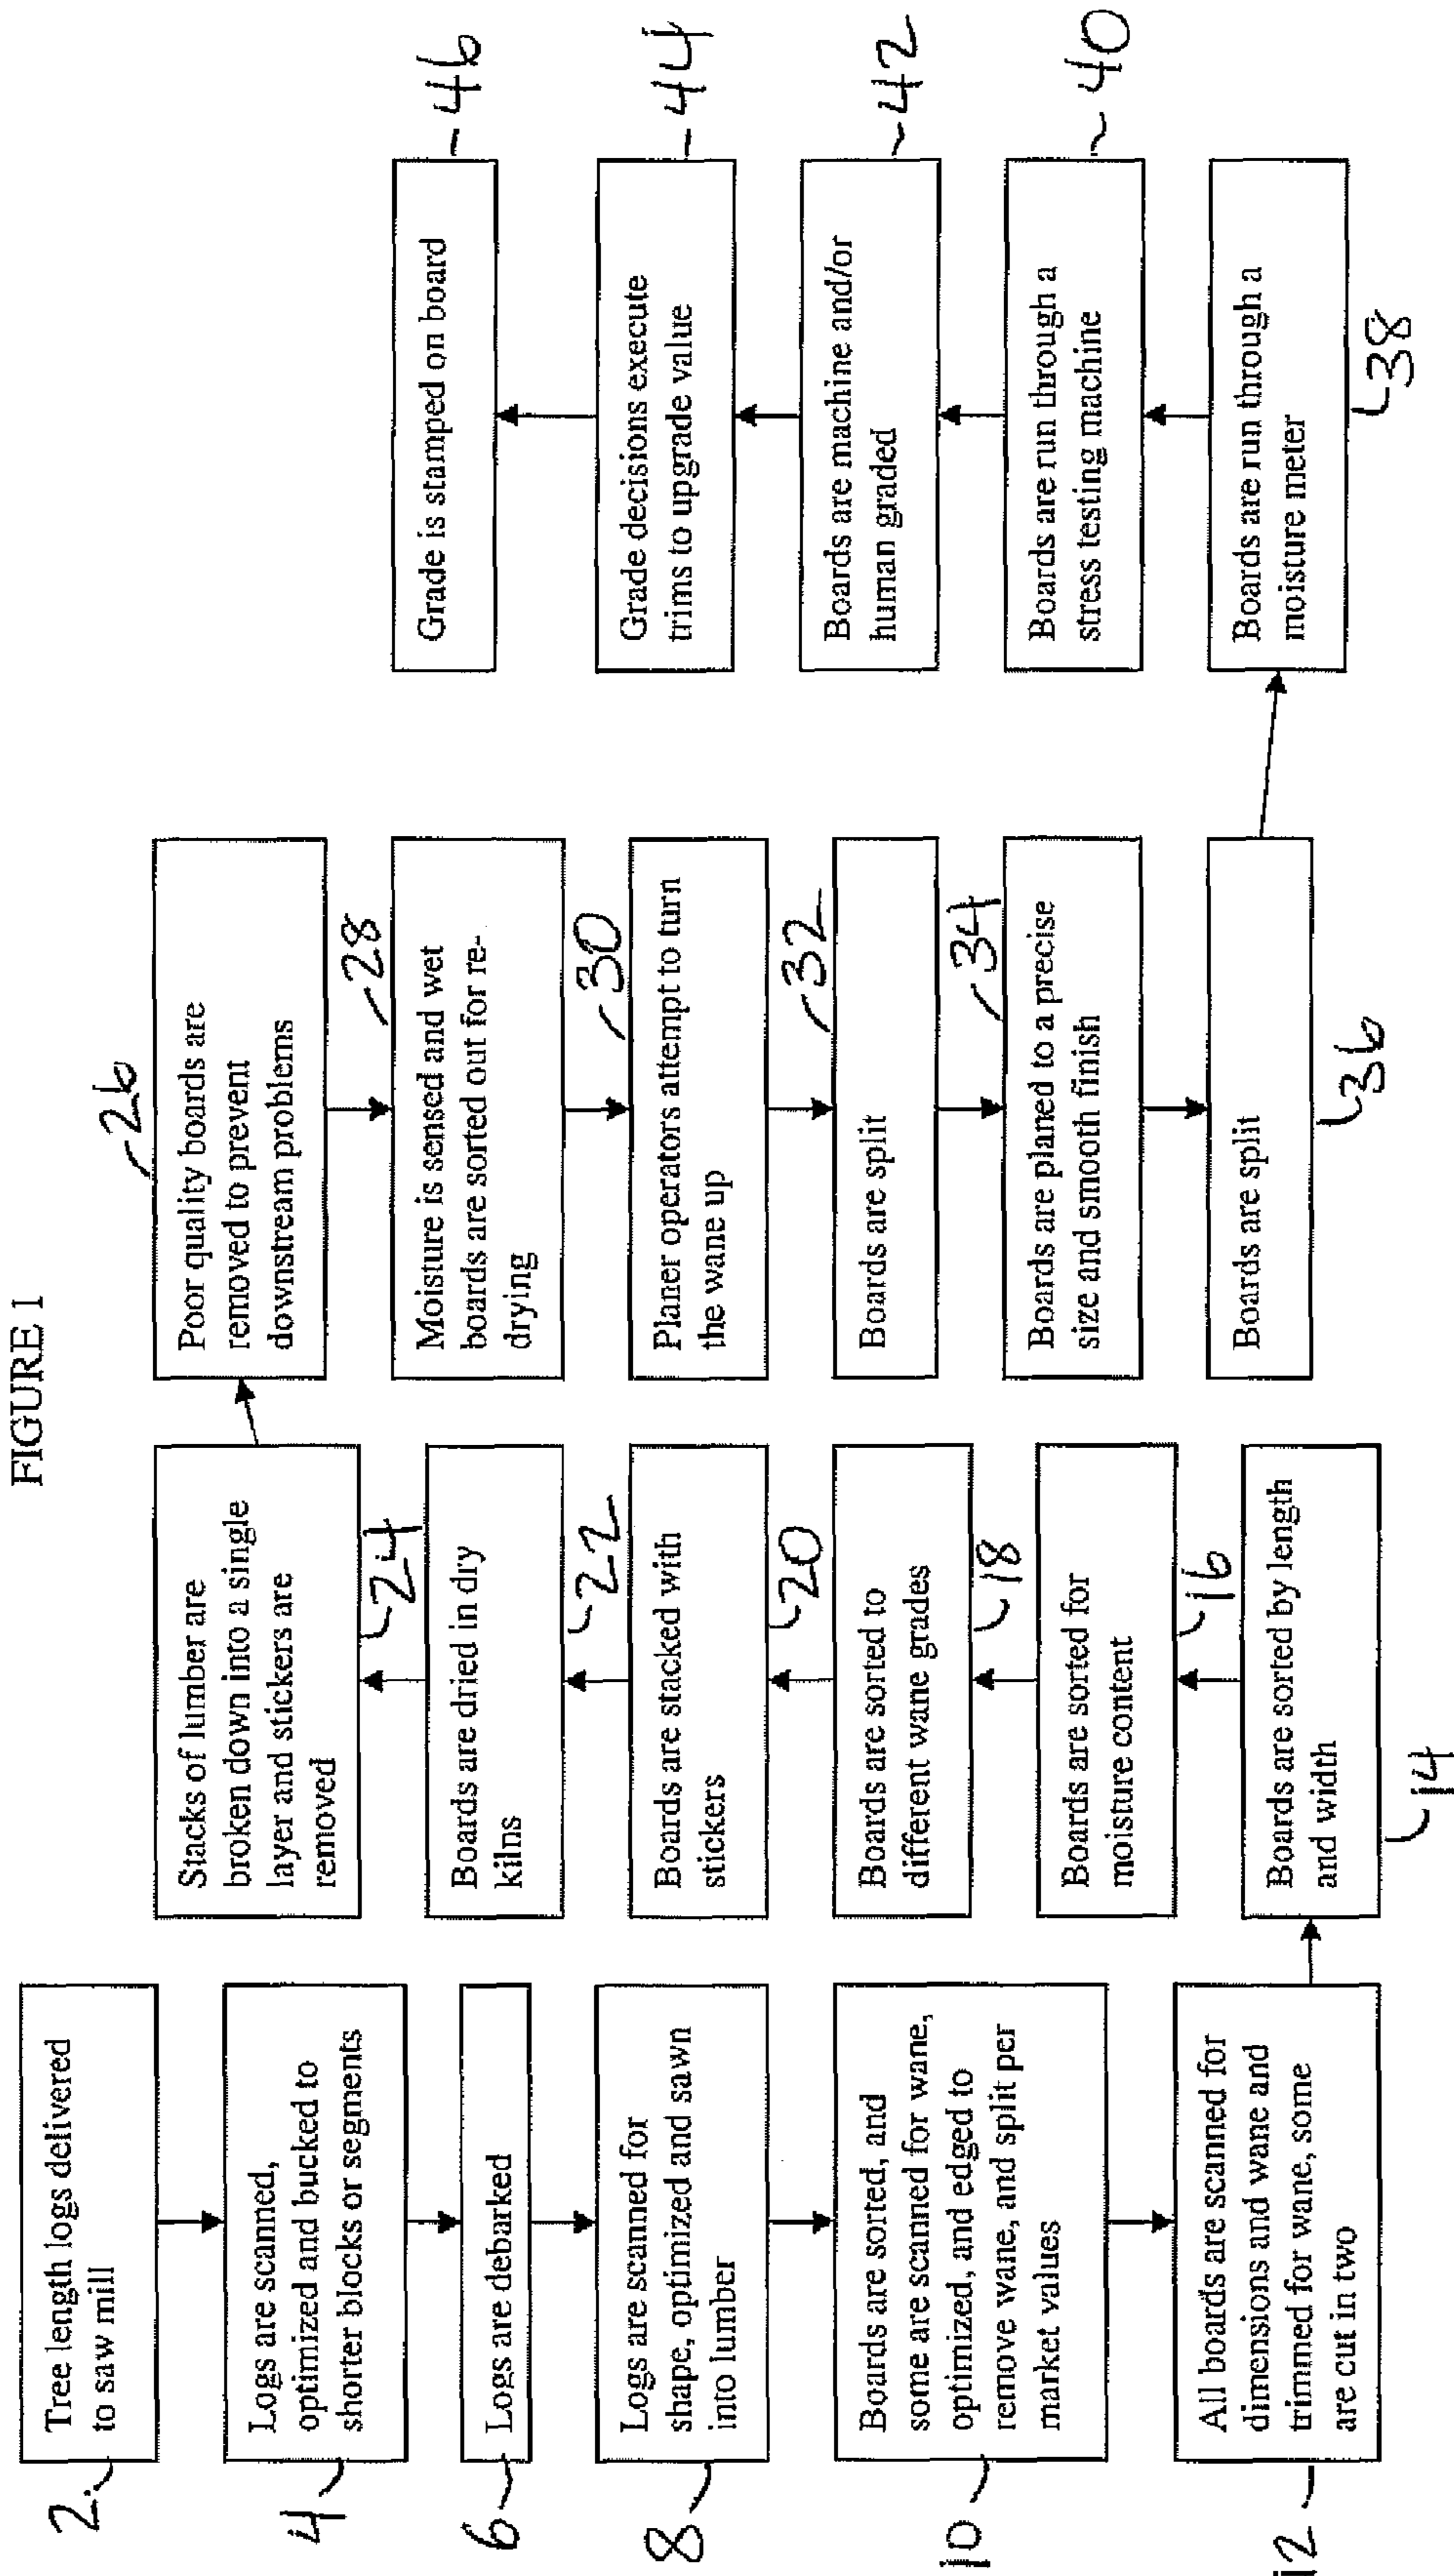 FIGURE 1
Tree length logs delivered
to saw mill
2
Logs are scanned,
optimized and bucked to
shorter blocks or segments
4
Logs are debarked
6
Logs are scanned for
shape, optimized and sawn
into lumber
8
Boards are sorted, and
some are scanned for wane,
optimized, and edged to
remove wane, and split per
market values
10
All boards are scanned for
dimensions and wane and
trimmed for wane, some
are cut in two
12
Boards are sorted by length
and width
14
Boards are sorted for
moisture content
16
Boards are sorted to
different wane grades
18
Boards are stacked with
stickers
20
Boards are dried in dry
kilns
22
Stacks of lumber are
broken down into a single
layer and stickers are
removed
24
Poor quality boards are
removed to prevent
downstream problems
26
Moisture is sensed and wet
boards are sorted out for re-
drying
28
Planer operators attempt to turn
the wane up
30
Boards are split
32
Boards are planed to a precise
size and smooth finish
34
Boards are split
36
Boards are run through a
moisture meter
38
Boards are run through a
stress testing machine
40
Boards are machine and/or
human graded
42
Grade decisions execute
trims to upgrade value
44
Grade is stamped on board
46